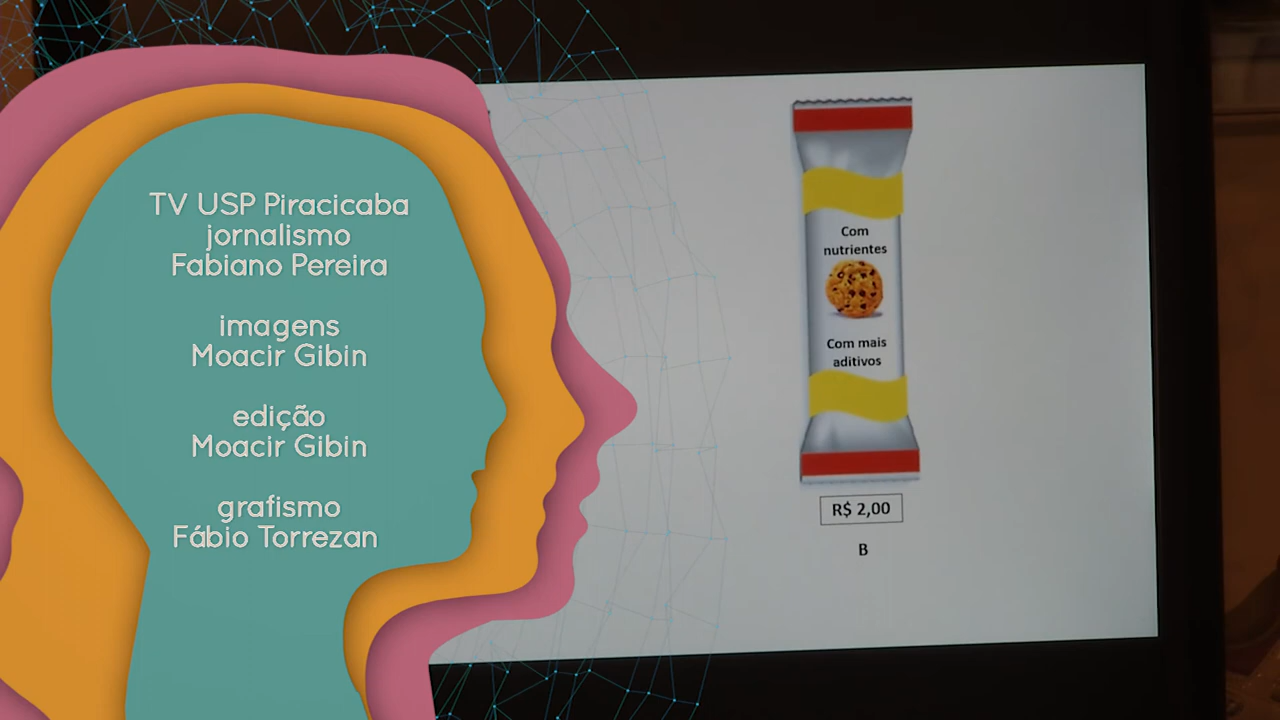 TV USP Piracicaba
jornalismo
Fabiano Pereira
imagens
Moacir Gibin
edição
Moacir Gibin
grafismo
Fábio Torrezan
Com
nutrientes
Com mais
aditivos
R$ 2,00
B